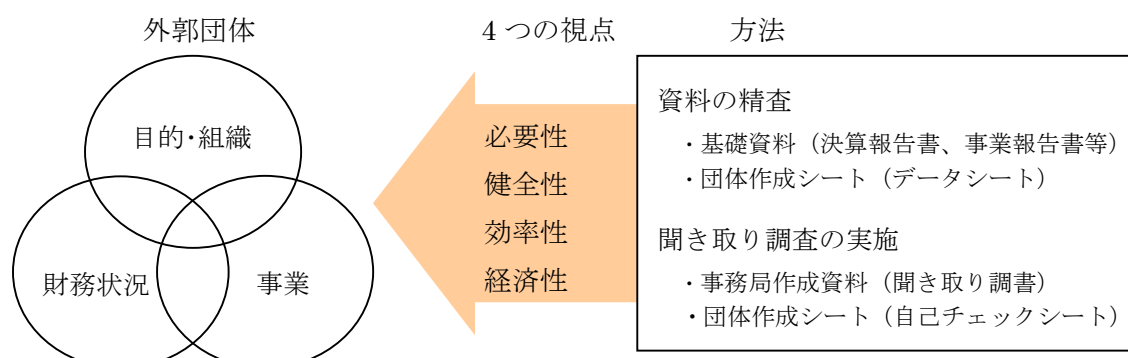 外郭団体
4つの視点
方法
目的･組織
財務状況
事業
必要性
健全性
効率性
経済性
資料の精査
・基礎資料（決算報告書、事業報告書等）
・団体作成シート（データシート）
聞き取り調査の実施
・事務局作成資料（聞き取り調書）
・団体作成シート（自己チェックシート）